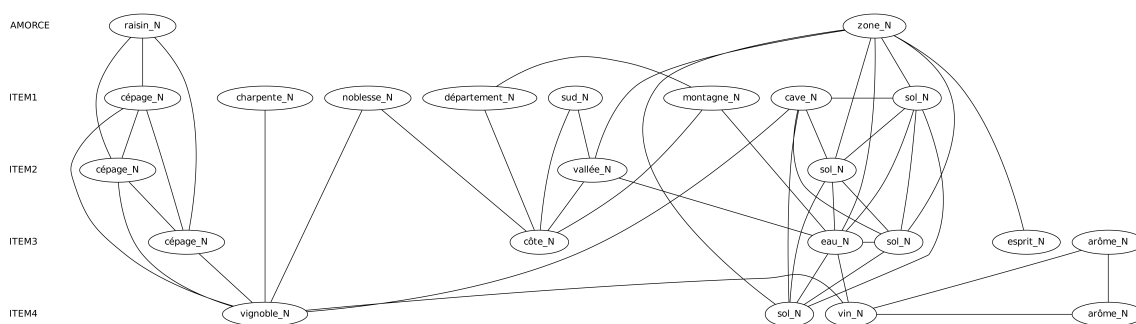 AMORCE raisin_N zone_N
ITEM1 cépage_N charpente_N noblesse_N département_N sud_N montagne_N cave_N sol_N
ITEM2 cépage_N vallée_N sol_N
ITEM3 cépage_N côte_N eau_N sol_N esprit_N arôme_N
ITEM4 vignoble_N sol_N vin_N arôme_N